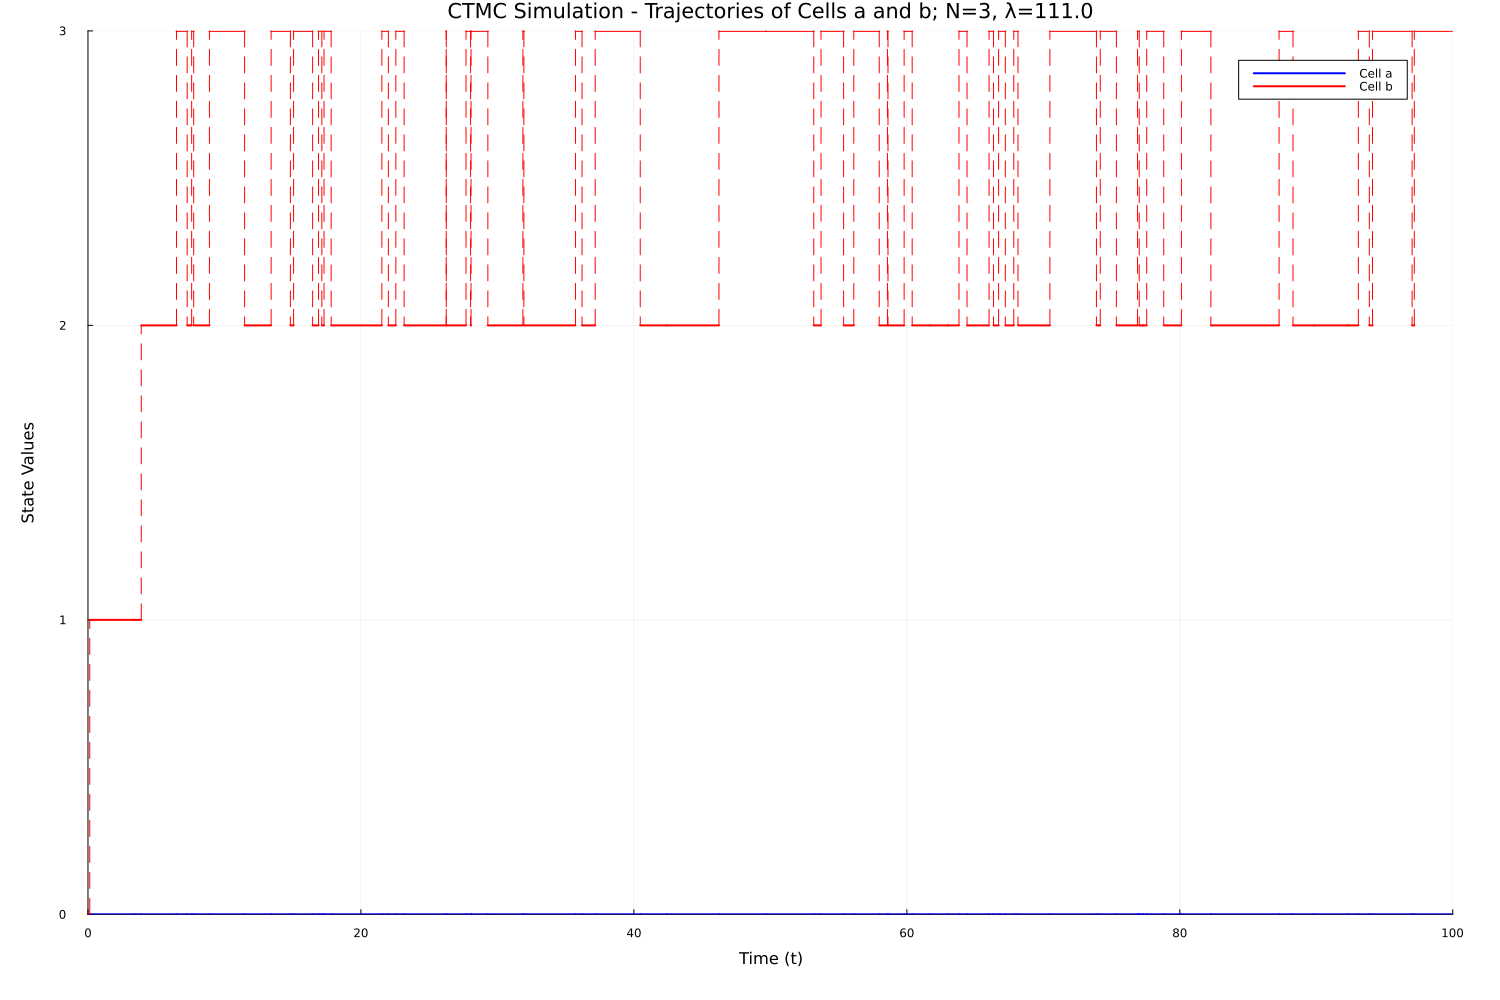 CTMC Simulation - Trajectories of Cells a and b; N=3, λ=111.0
3
Cell a
Cell b
2
State Values
1
0
0 20 40 60 80 100
Time (t)